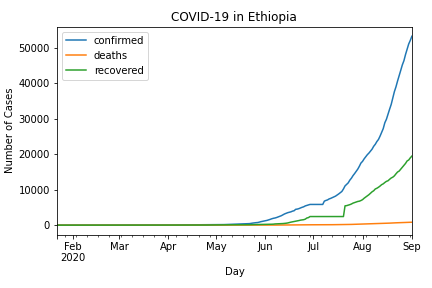 COVID-19 in Ethiopia
confirmed
deaths
recovered
Number of Cases
50000
40000
30000
20000
10000
0
Feb Mar Apr May Jun Jul Aug Sep
2020
Day